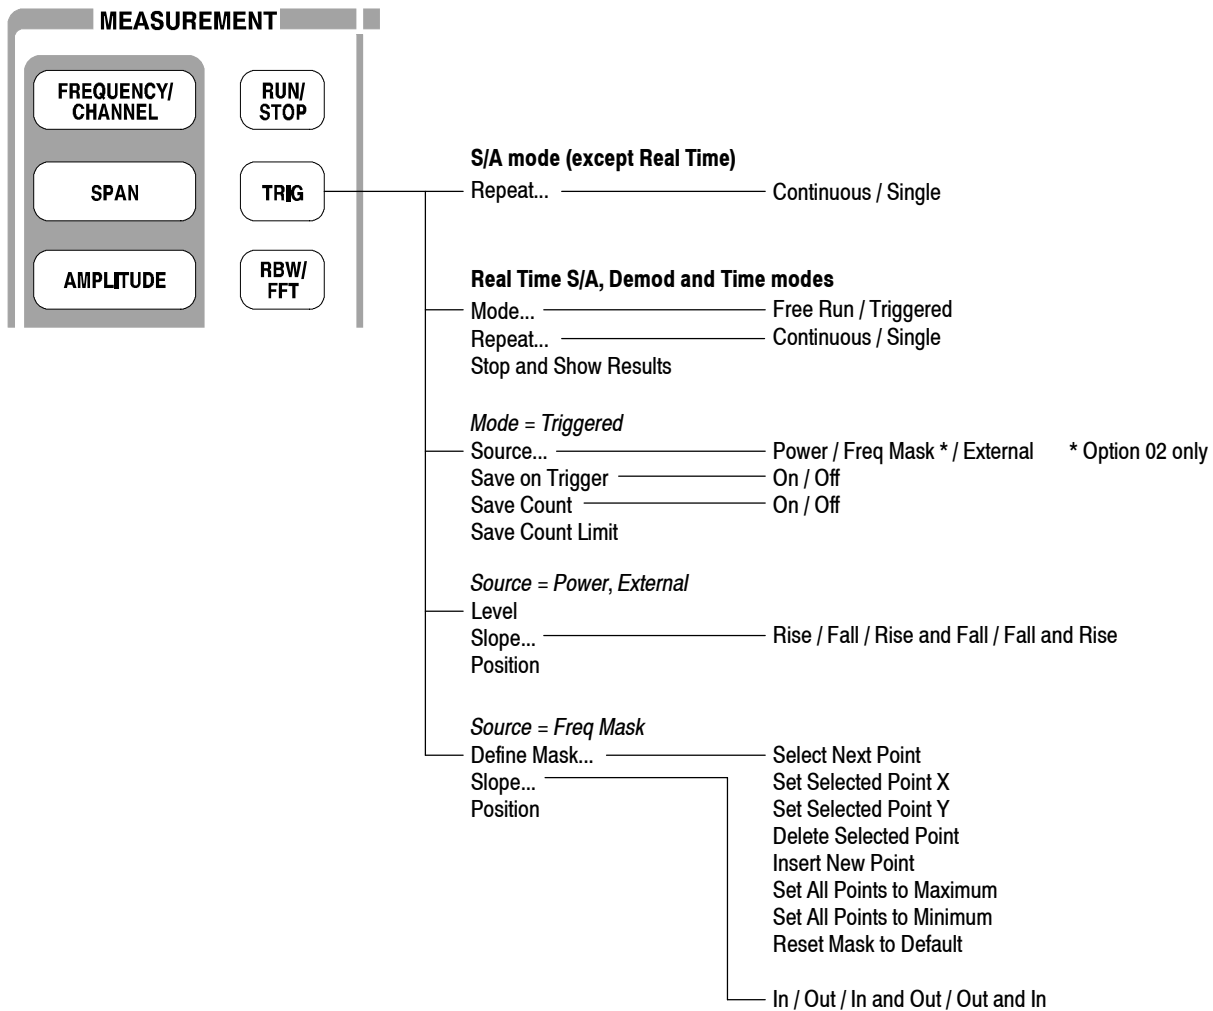 MEASUREMENT
FREQUENCY/
CHANNEL
RUN/
STOP
SPAN
TRIG
AMPLITUDE
RBW/
FFT
S/A mode (except Real Time)
Repeat... Continuous / Single
Real Time S/A, Demod and Time modes
Mode... Free Run / Triggered
Repeat... Continuous / Single
Stop and Show Results
Mode = Triggered
Source... Power / Freq Mask * / External * Option 02 only
Save on Trigger On / Off
Save Count On / Off
Save Count Limit
Source = Power, External
Level
Slope... Rise / Fall / Rise and Fall / Fall and Rise
Position
Source = Freq Mask
Define Mask... Select Next Point
Slope... Set Selected Point X
Position Set Selected Point Y
Delete Selected Point
Insert New Point
Set All Points to Maximum
Set All Points to Minimum
Reset Mask to Default
In / Out / In and Out / Out and In